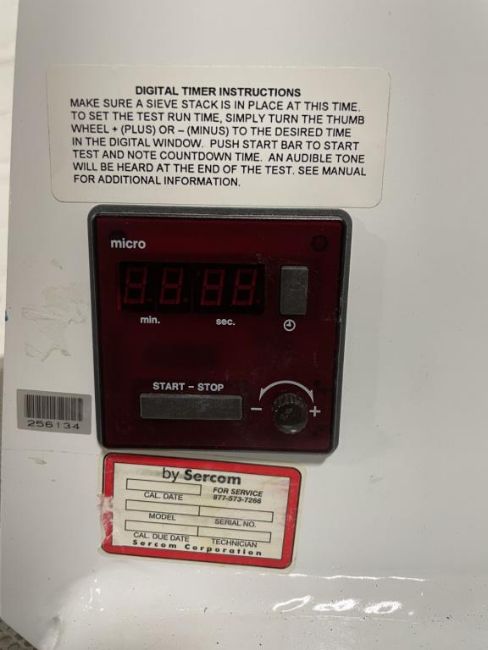 DIGITAL TIMER INSTRUCTIONS
MAKE SURE A SIEVE STACK IS IN PLACE AT THIS TIME.
TO SET THE TEST RUN TIME, SIMPLY TURN THE THUMB
WHEEL + (PLUS) OR – (MINUS) TO THE DESIRED TIME
IN THE DIGITAL WINDOW. PUSH START BAR TO START
TEST AND NOTE COUNTDOWN TIME. AN AUDIBLE TONE
WILL BE HEARD AT THE END OF THE TEST. SEE MANUAL
FOR ADDITIONAL INFORMATION.
micro
min. sec.
START – STOP
– +
256134
by Sercom
CAL. DATE
FOR SERVICE
877-573-7266
MODEL SERIAL NO.
CAL. DUE DATE TECHNICIAN
Sercom Corporation